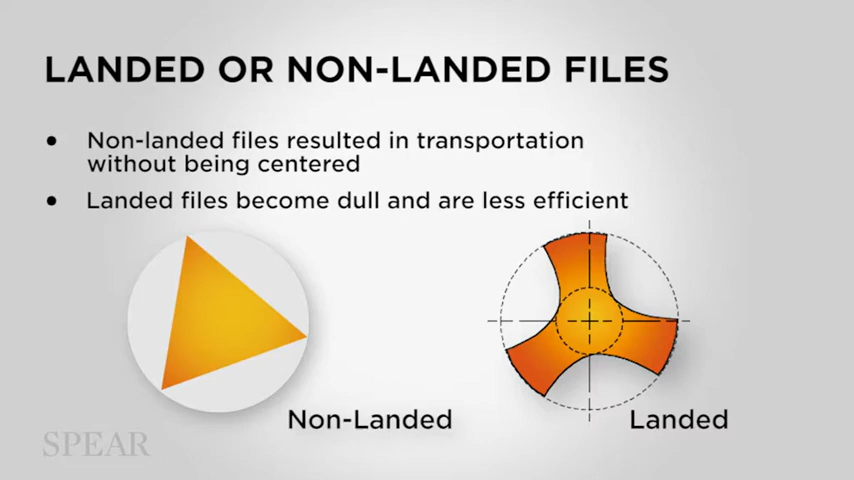 LANDED OR NON-LANDED FILES
• Non-landed files resulted in transportation
without being centered
• Landed files become dull and are less efficient
Non-Landed
Landed
SPEAR